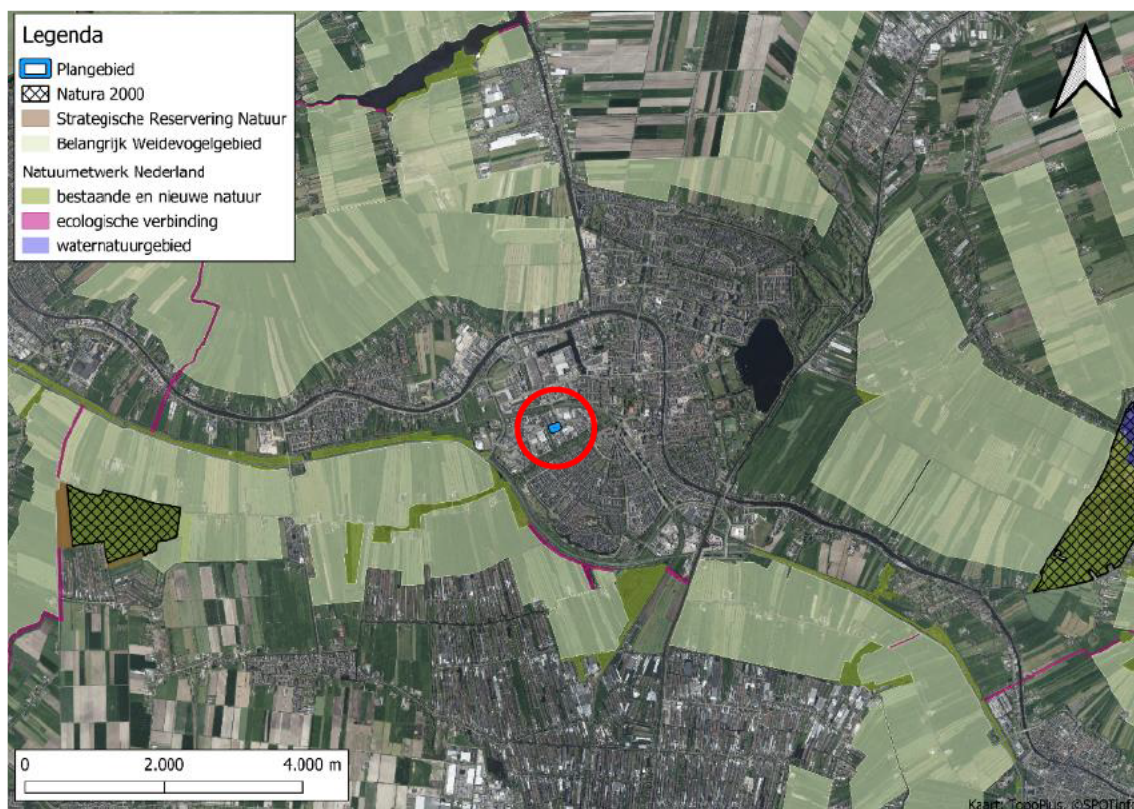 Legenda
Plangebied
Natura 2000
Strategische Reservering Natuur
Belangrijk Weidevogelgebied
Natuurnetwerk Nederland
bestaande en nieuwe natuur
ecologische verbinding
waternatuurgebied
0 2.000 4.000 m
Kaart: TopoPlus, ©SPOTinfo